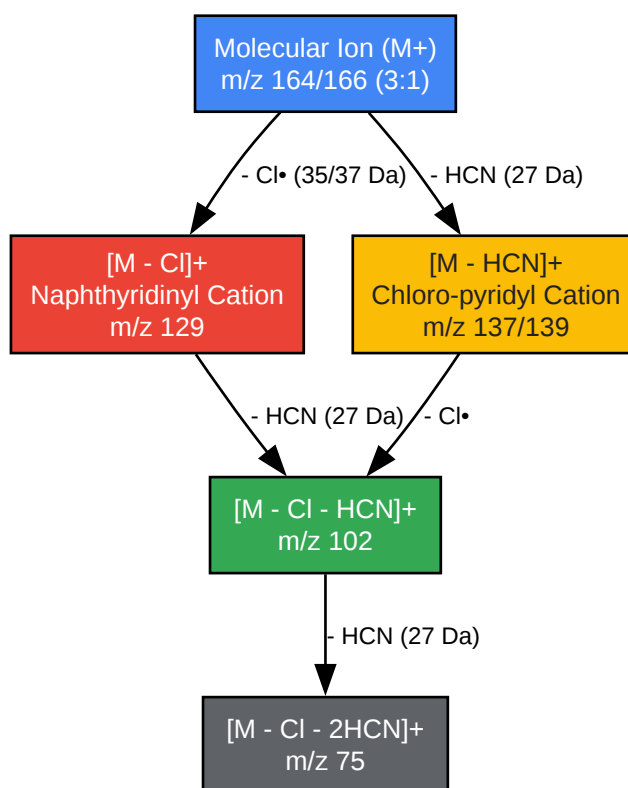 Molecular Ion (M+)
m/z 164/166 (3:1)
- Cl• (35/37 Da)
- HCN (27 Da)
[M - Cl]+
Naphthyridinyl Cation
m/z 129
[M - HCN]+
Chloro-pyridyl Cation
m/z 137/139
- HCN (27 Da)
- Cl•
[M - Cl - HCN]+
m/z 102
- HCN (27 Da)
[M - Cl - 2HCN]+
m/z 75